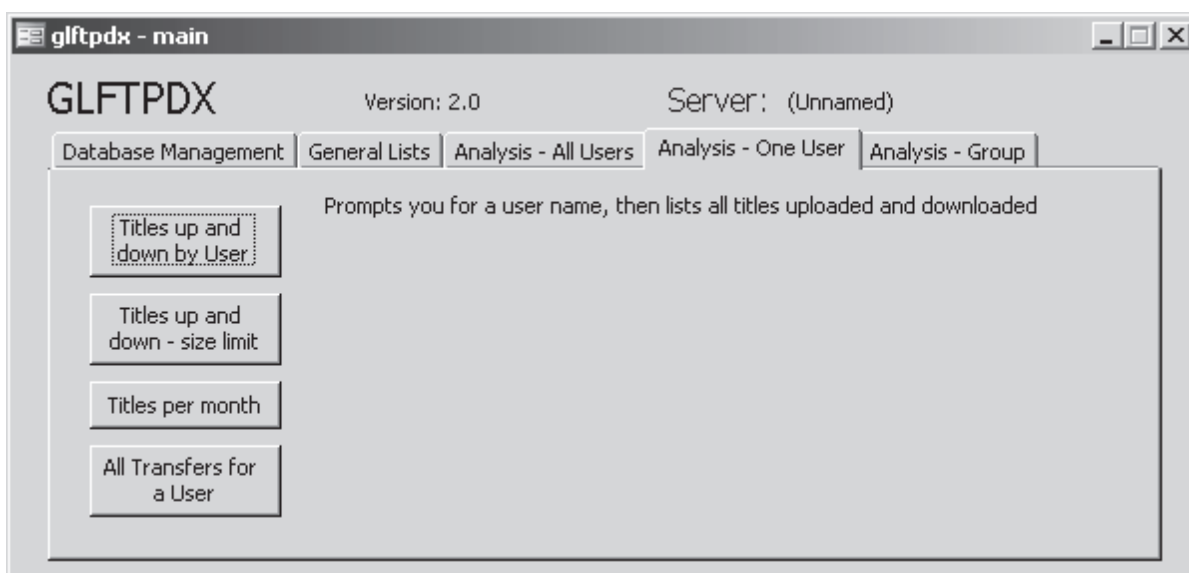 glftpdx - main
GLFTPDX Version: 2.0 Server: (Unnamed)
Database Management General Lists Analysis - All Users Analysis - One User Analysis - Group
Prompts you for a user name, then lists all titles uploaded and downloaded
Titles up and
down by User
Titles up and
down - size limit
Titles per month
All Transfers for
a User